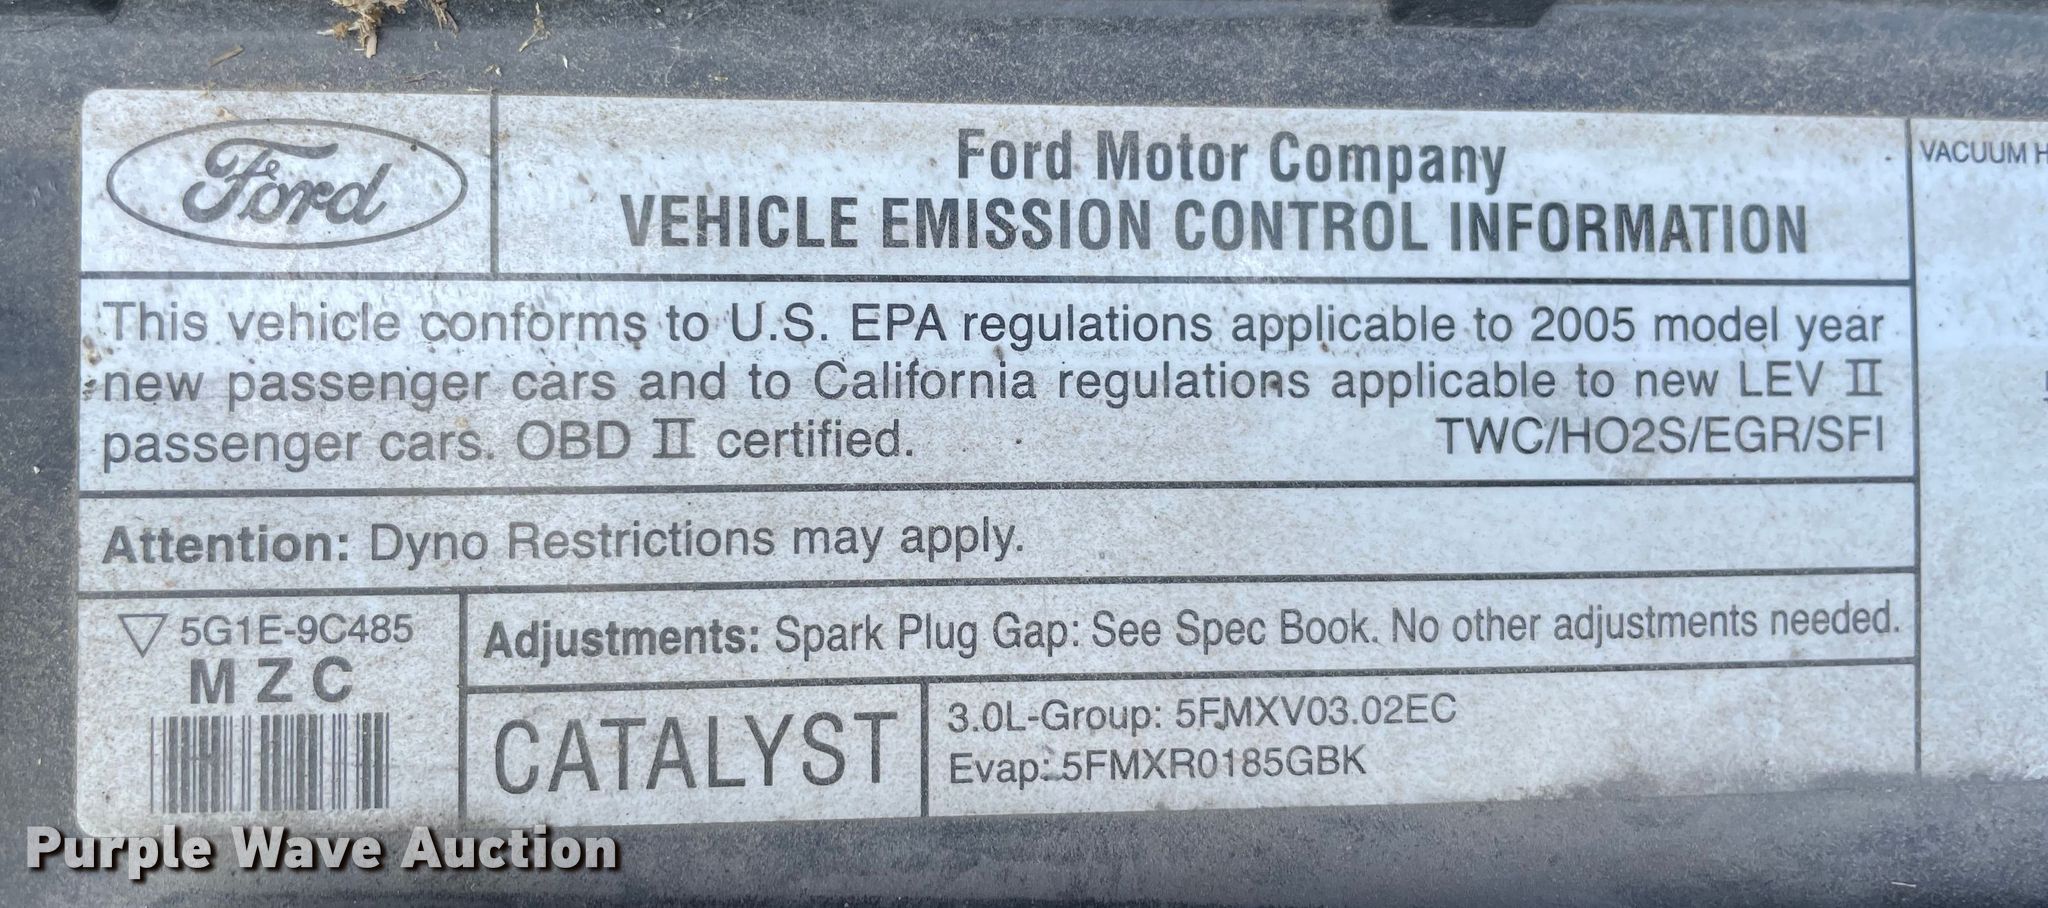 Ford
Ford Motor Company
VEHICLE EMISSION CONTROL INFORMATION
This vehicle conforms to U.S. EPA regulations applicable to 2005 model year
new passenger cars and to California regulations applicable to new LEV II
passenger cars. OBD II certified. TWC/HO2S/EGR/SFI
Attention: Dyno Restrictions may apply.
5G1E-9C485
MZC
Adjustments: Spark Plug Gap: See Spec Book. No other adjustments needed.
CATALYST
3.0L-Group: 5FMXV03.02EC
Evap: 5FMXR0185GBK
VACUUM H
Purple Wave Auction